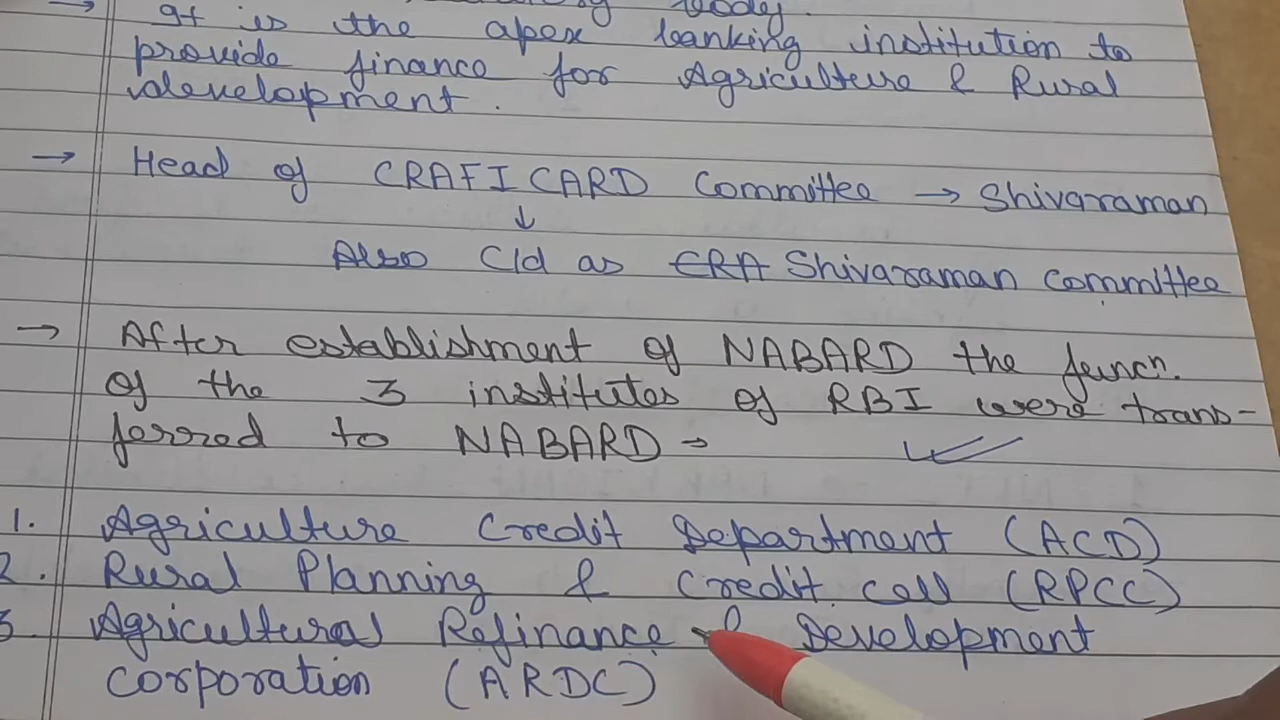 body.
→ It is the apex banking institution to
provide finance for Agriculture & Rural
development.
→ Head of CRAFICARD Committee → Shivaraman
↓
Also C/d as CRA Shivaraman Committee
→ After establishment of NABARD the funcn.
of the 3 institutes of RBI were trans-
ferred to NABARD →
1. Agriculture Credit Department (ACD)
2. Rural Planning & Credit cell (RPCC)
3 Agricultural Refinance & Development
Corporation (ARDC)